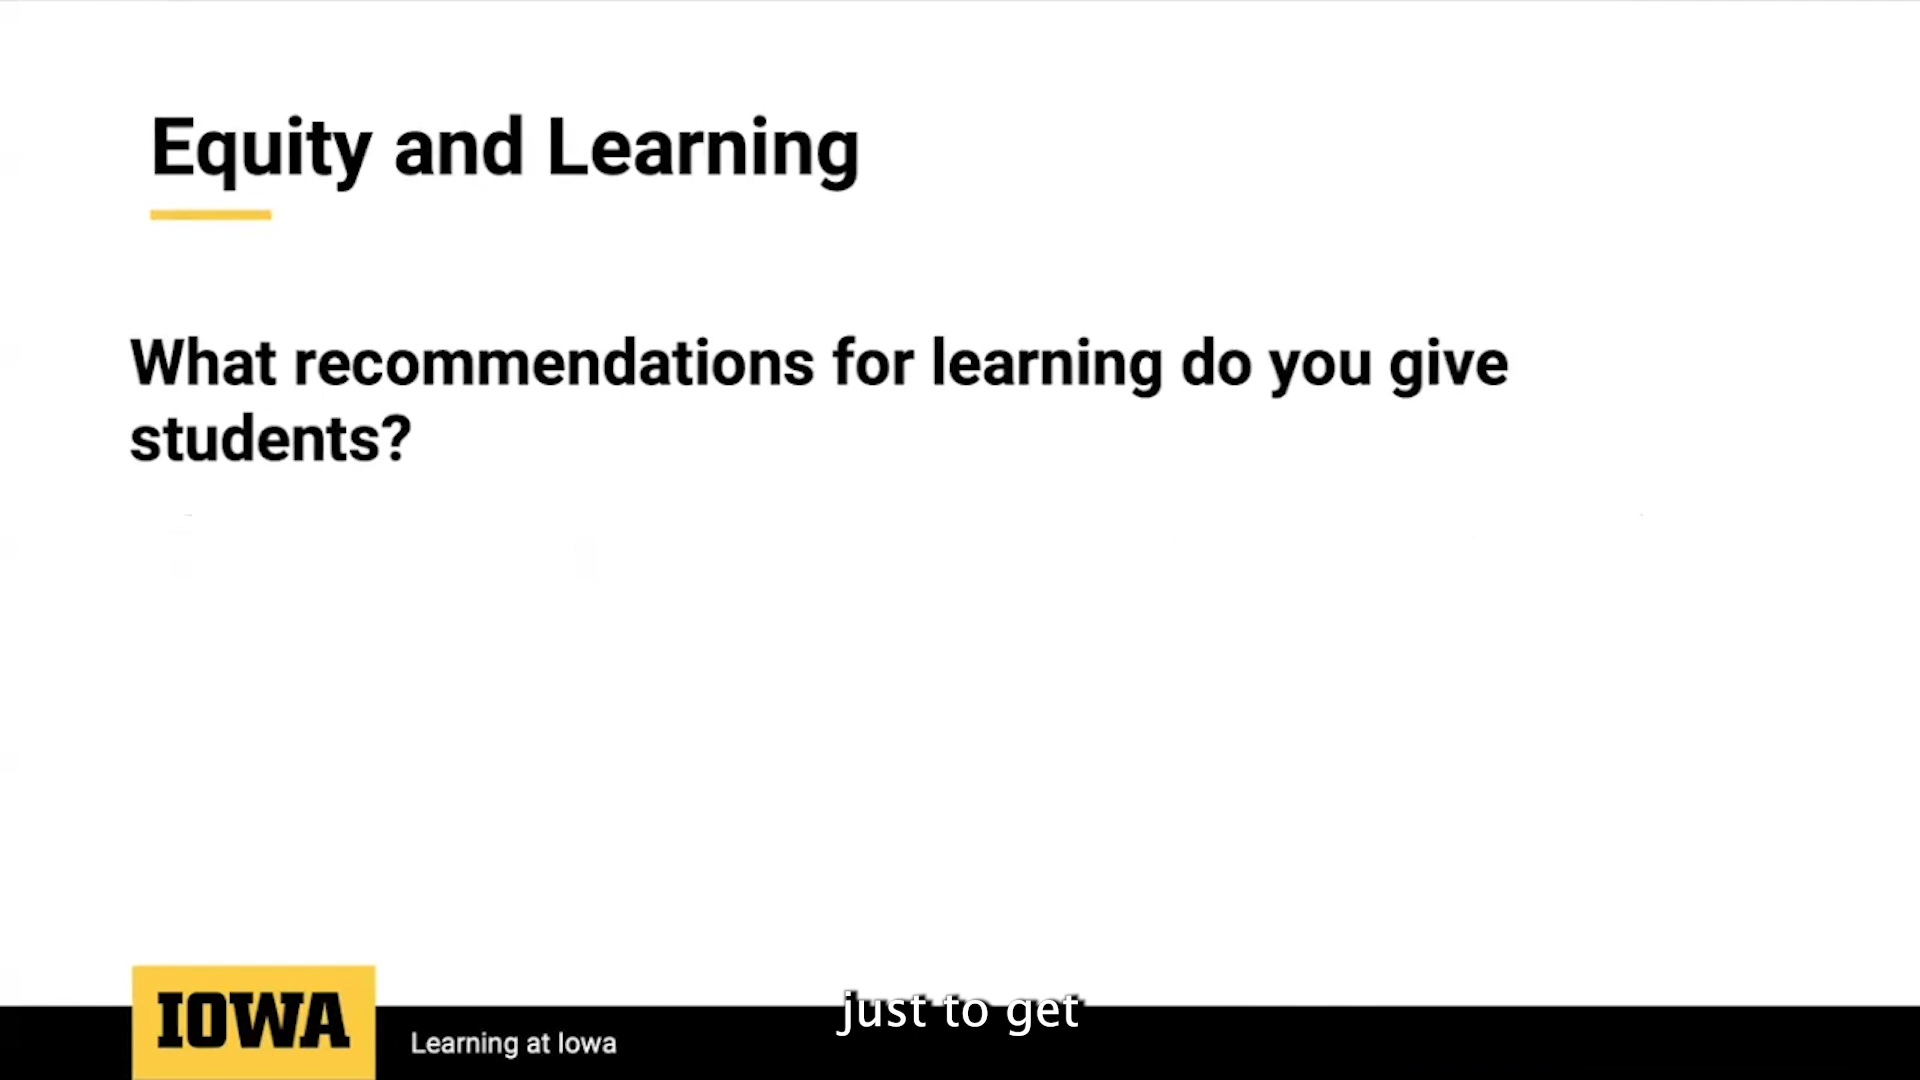 Equity and Learning
What recommendations for learning do you give
students?
IOWA
Learning at Iowa
just to get